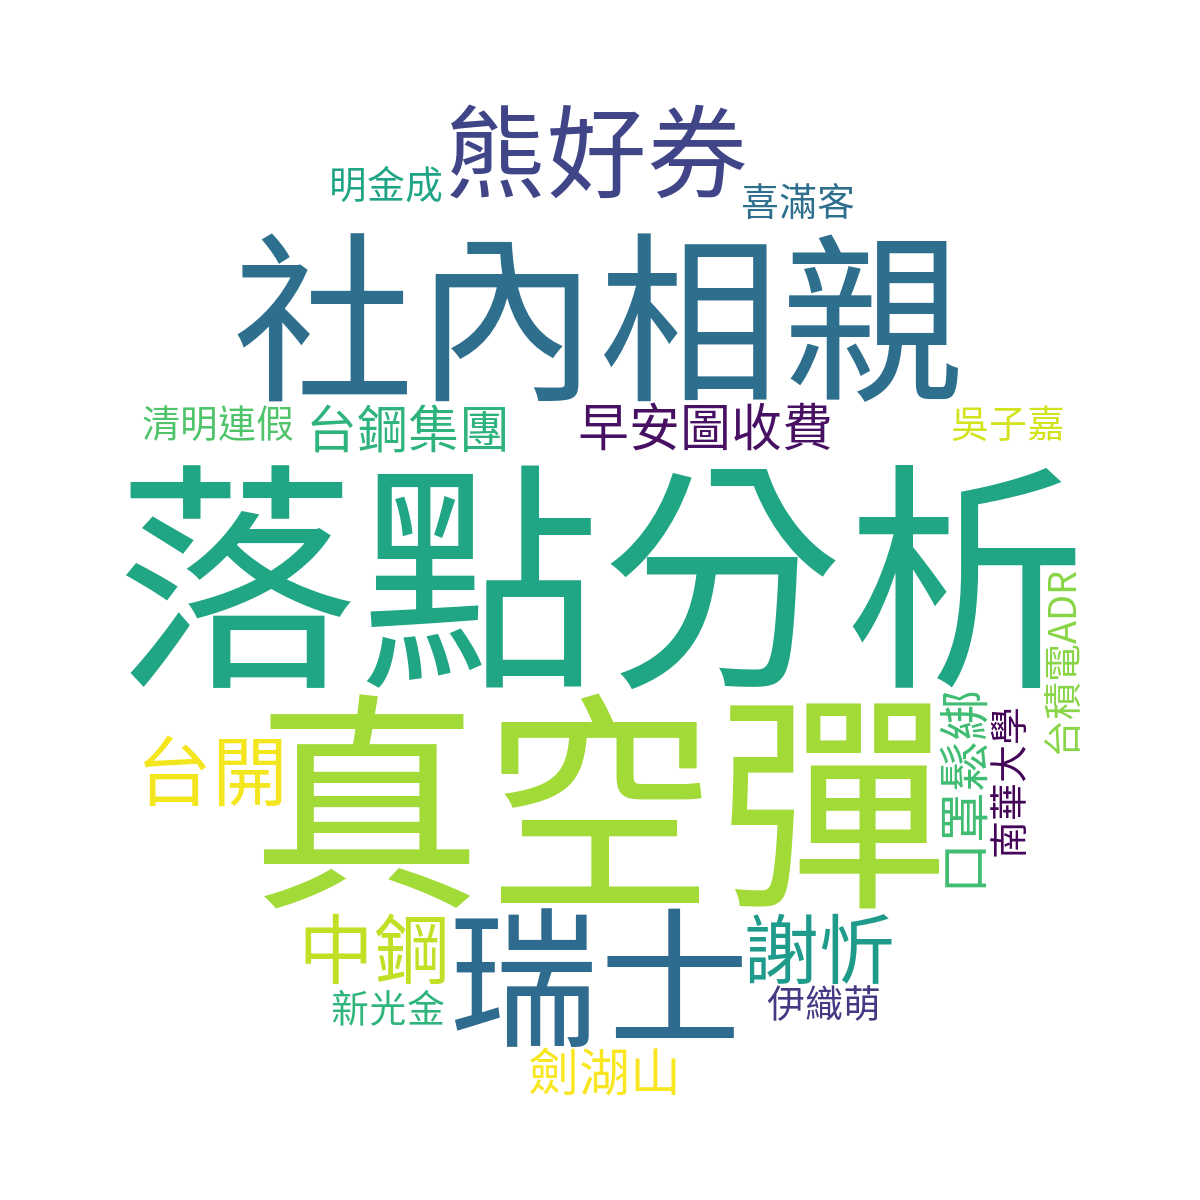 熊好券
明金成
喜滿客
社內相親
清明連假
台鋼集團
早安圖收費
吳子嘉
落點分析
台積電ADR
真空彈
台開
口罩鬆綁
南華大學
中鋼
瑞士
謝忻
新光金
伊織萌
劍湖山